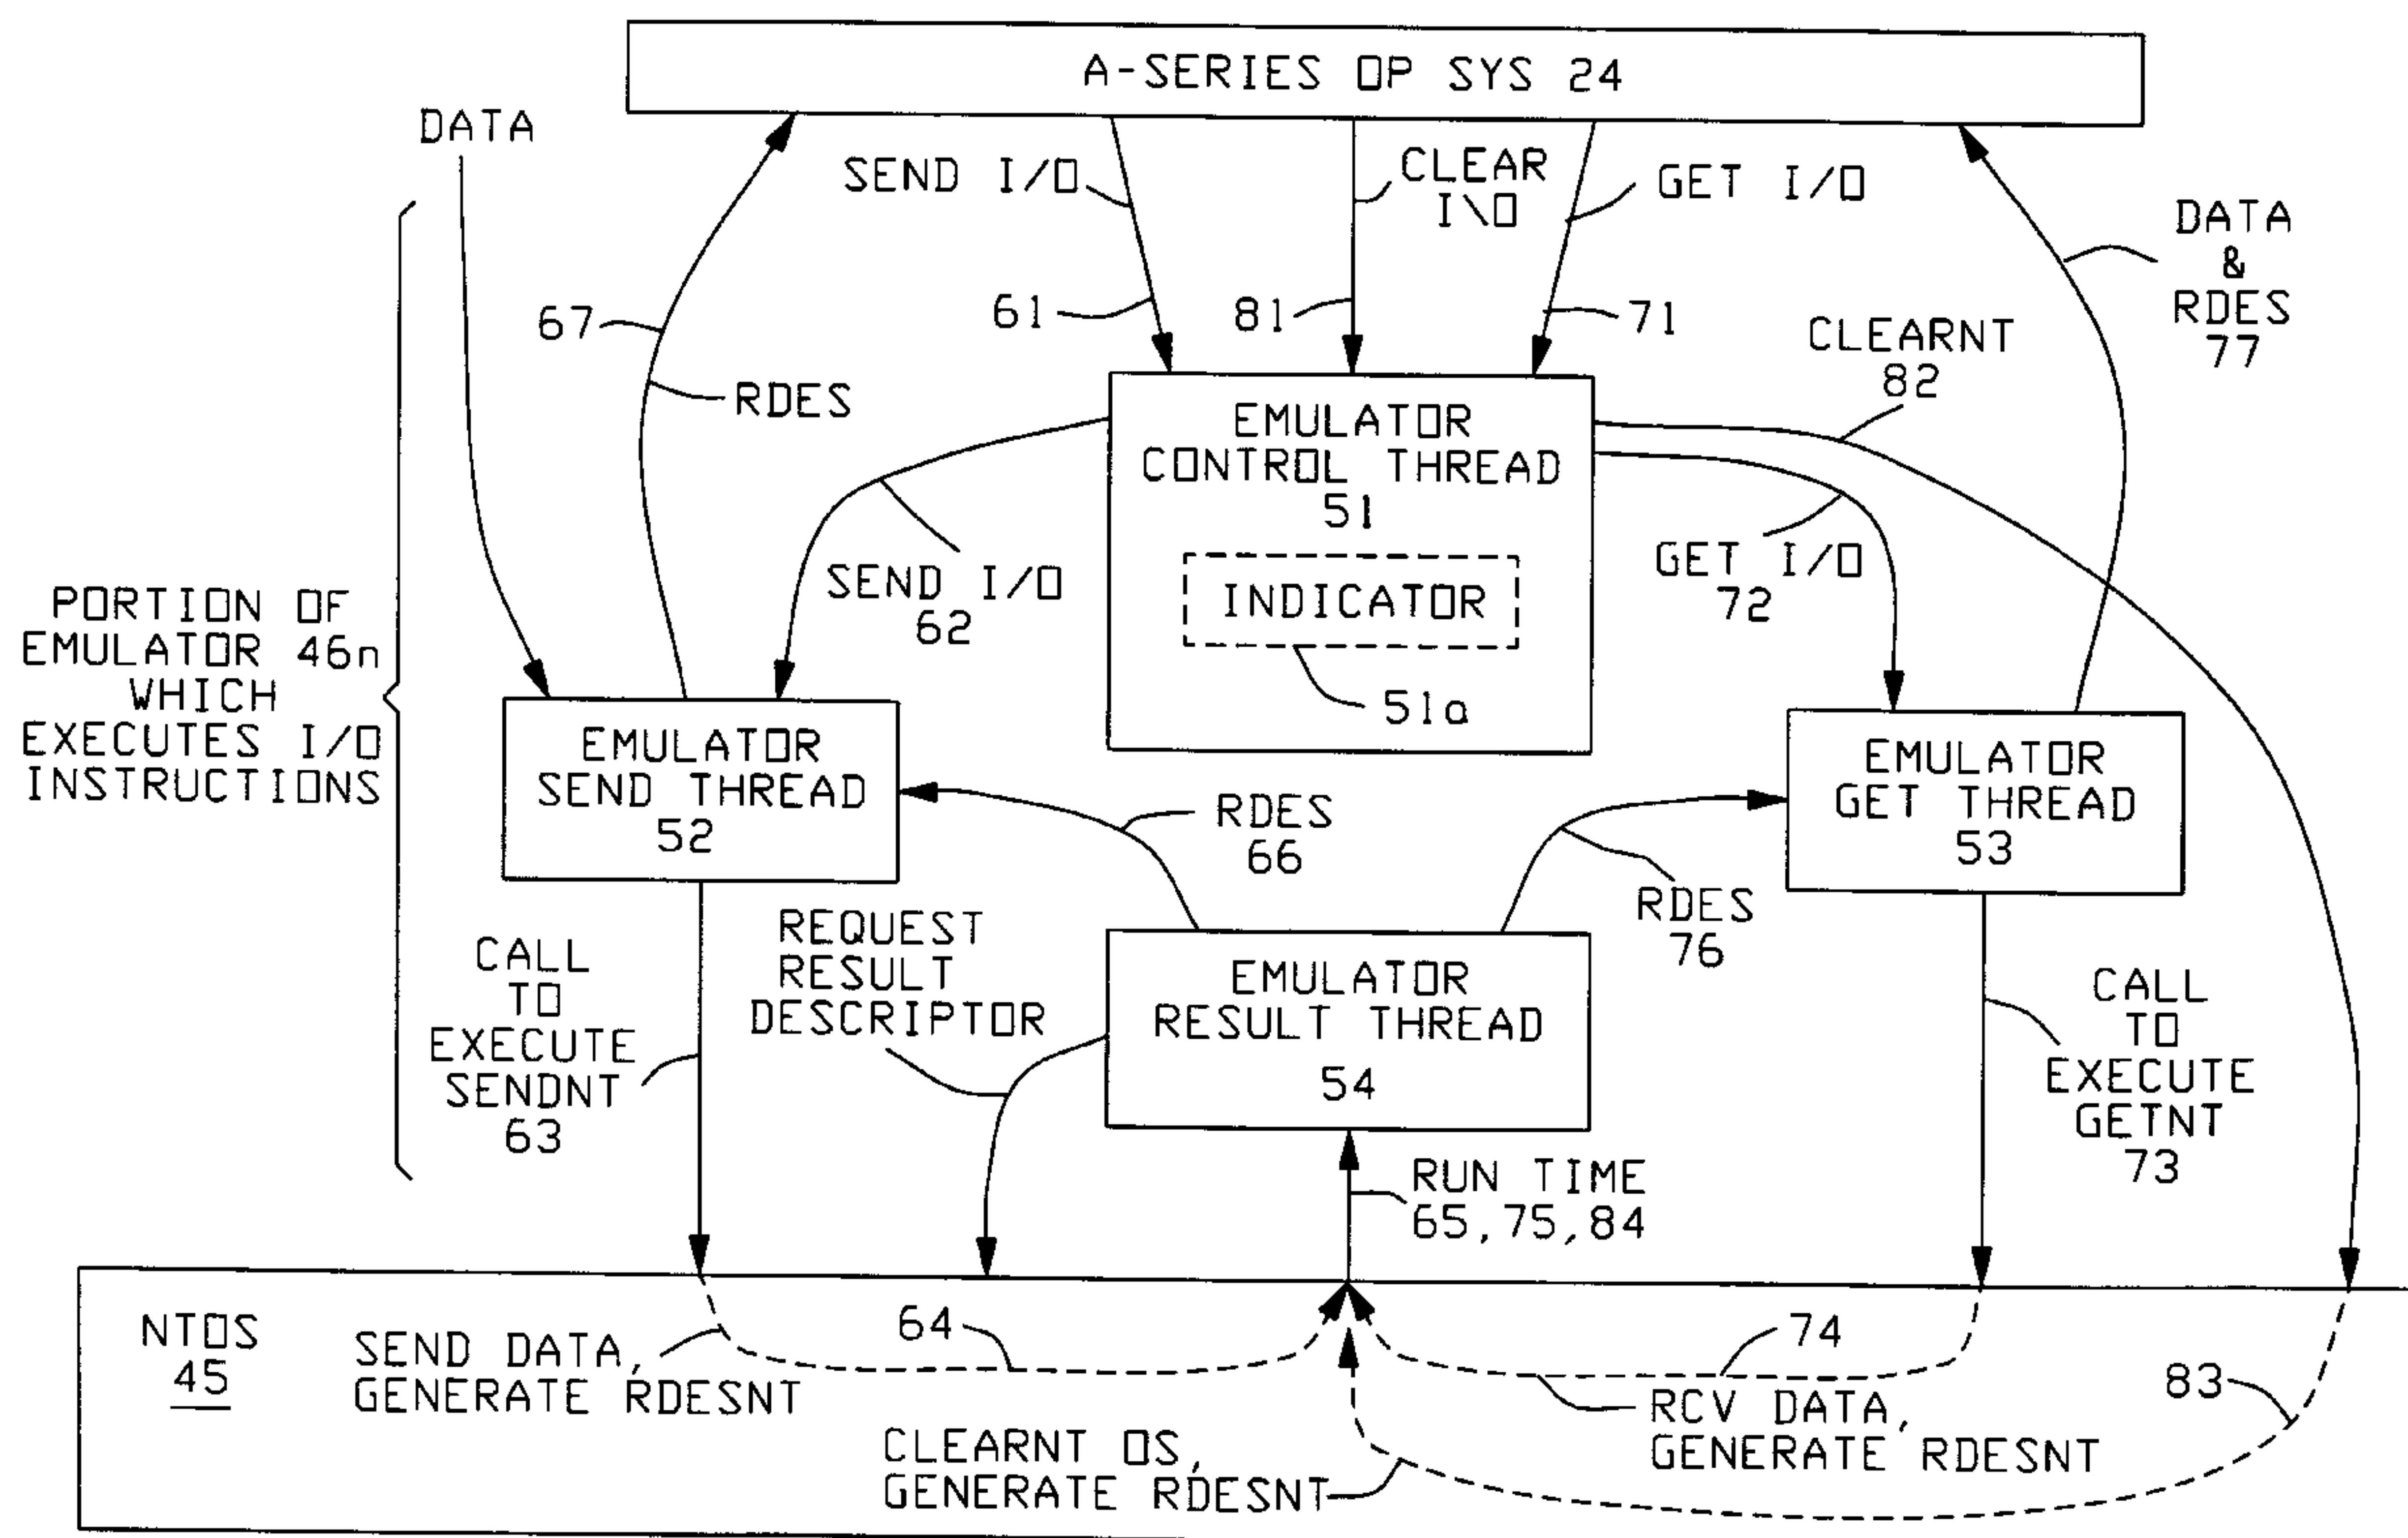 A-SERIES OP SYS 24
DATA
SEND I/O
CLEAR
I\O
GET I/O
DATA
&
RDES
77
67
61
81
71
CLEARNT
82
RDES
EMULATOR
CONTROL THREAD
51
INDICATOR
51a
SEND I/O
62
GET I/O
72
PORTION OF
EMULATOR 46n
WHICH
EXECUTES I/O
INSTRUCTIONS
EMULATOR
SEND THREAD
52
EMULATOR
GET THREAD
53
RDES
66
RDES
76
REQUEST
RESULT
DESCRIPTOR
EMULATOR
RESULT THREAD
54
CALL
TO
EXECUTE
SENDNT
63
CALL
TO
EXECUTE
GETNT
73
RUN TIME
65,75,84
NTOS
45
SEND DATA,
GENERATE RDESNT
64
74
83
RCV DATA,
GENERATE RDESNT
CLEARNT OS,
GENERATE RDESNT